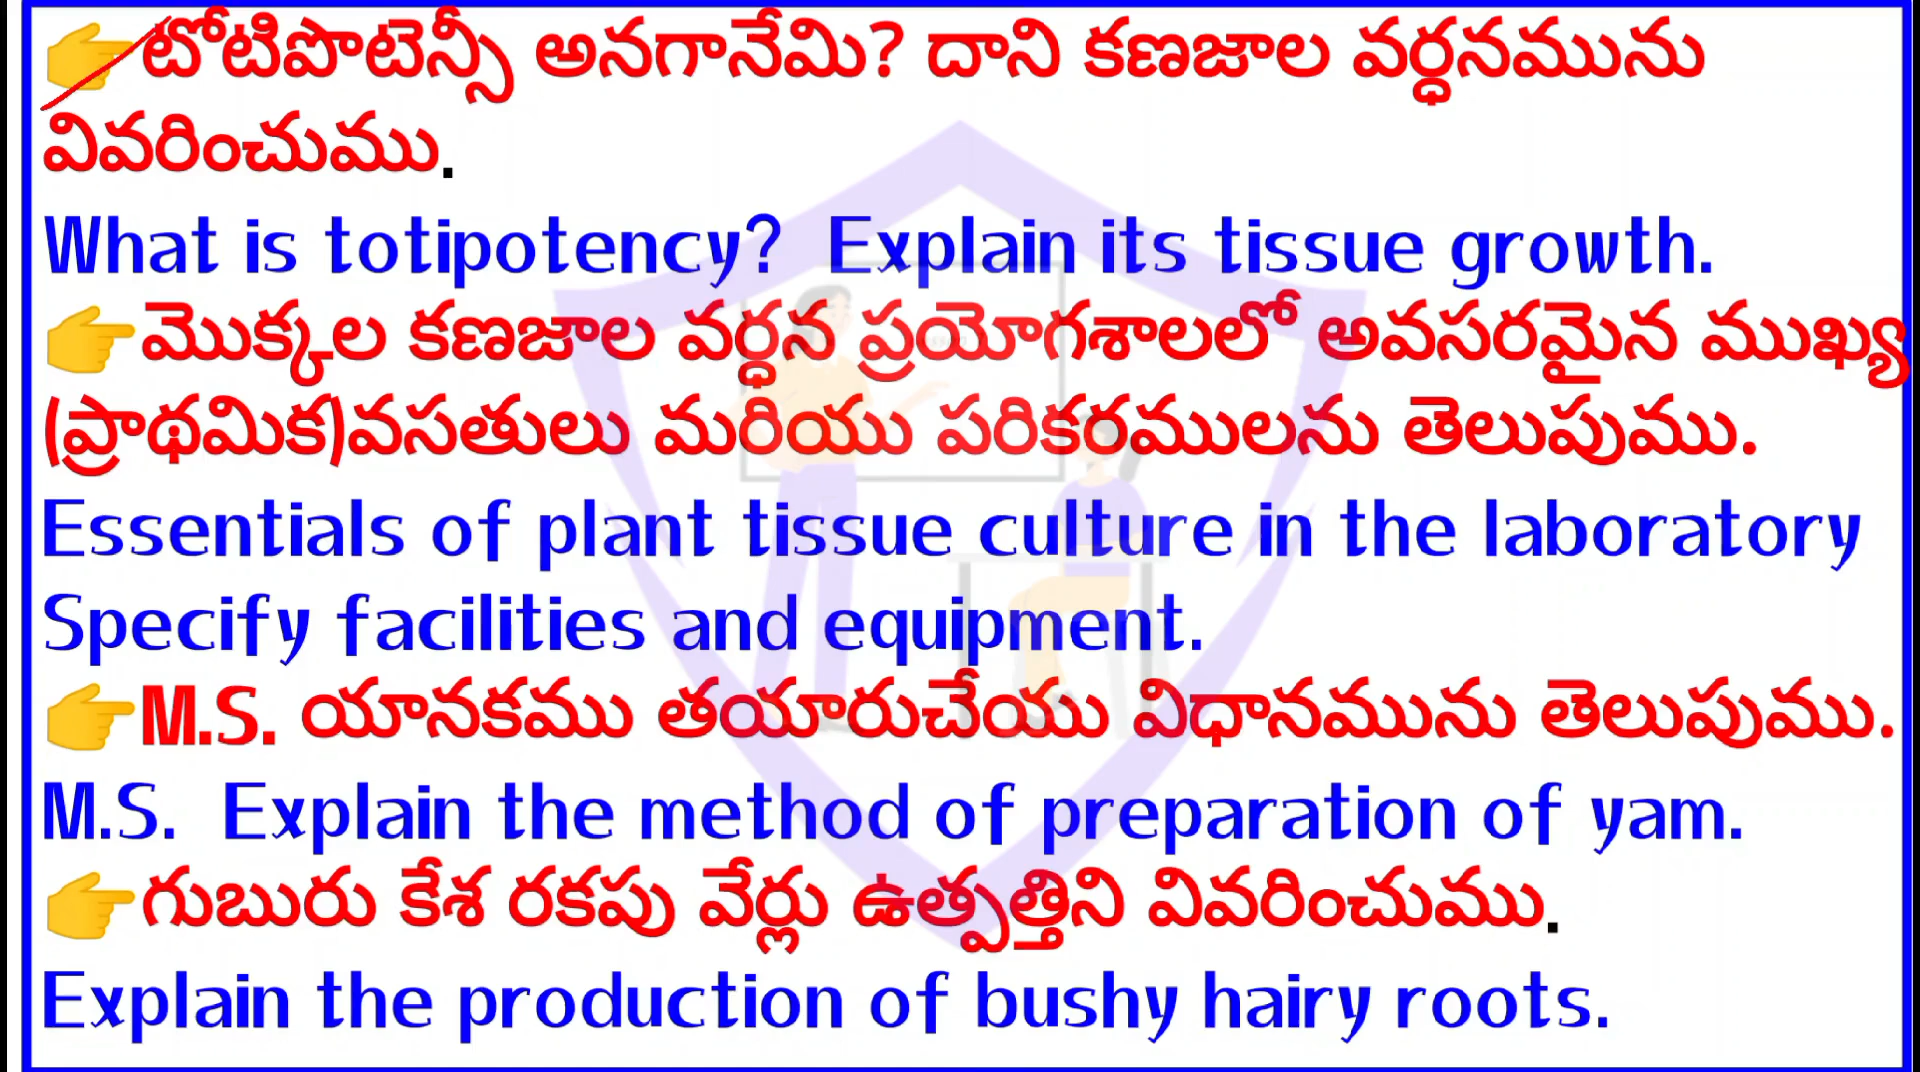 👉టోటిపొటెన్సీ అనగానేమి? దాని కణజాల వర్ధనమును
వివరించుము.
What is totipotency? Explain its tissue growth.
👉మొక్కల కణజాల వర్ధన ప్రయోగశాలలో అవసరమైన ముఖ్య
(ప్రాథమిక)వసతులు మరియు పరికరములను తెలుపుము.
Essentials of plant tissue culture in the laboratory
Specify facilities and equipment.
👉M.S. యానకము తయారుచేయు విధానమును తెలుపుము.
M.S. Explain the method of preparation of yam.
👉గుబురు కేశ రకపు వేర్లు ఉత్పత్తిని వివరించుము.
Explain the production of bushy hairy roots.